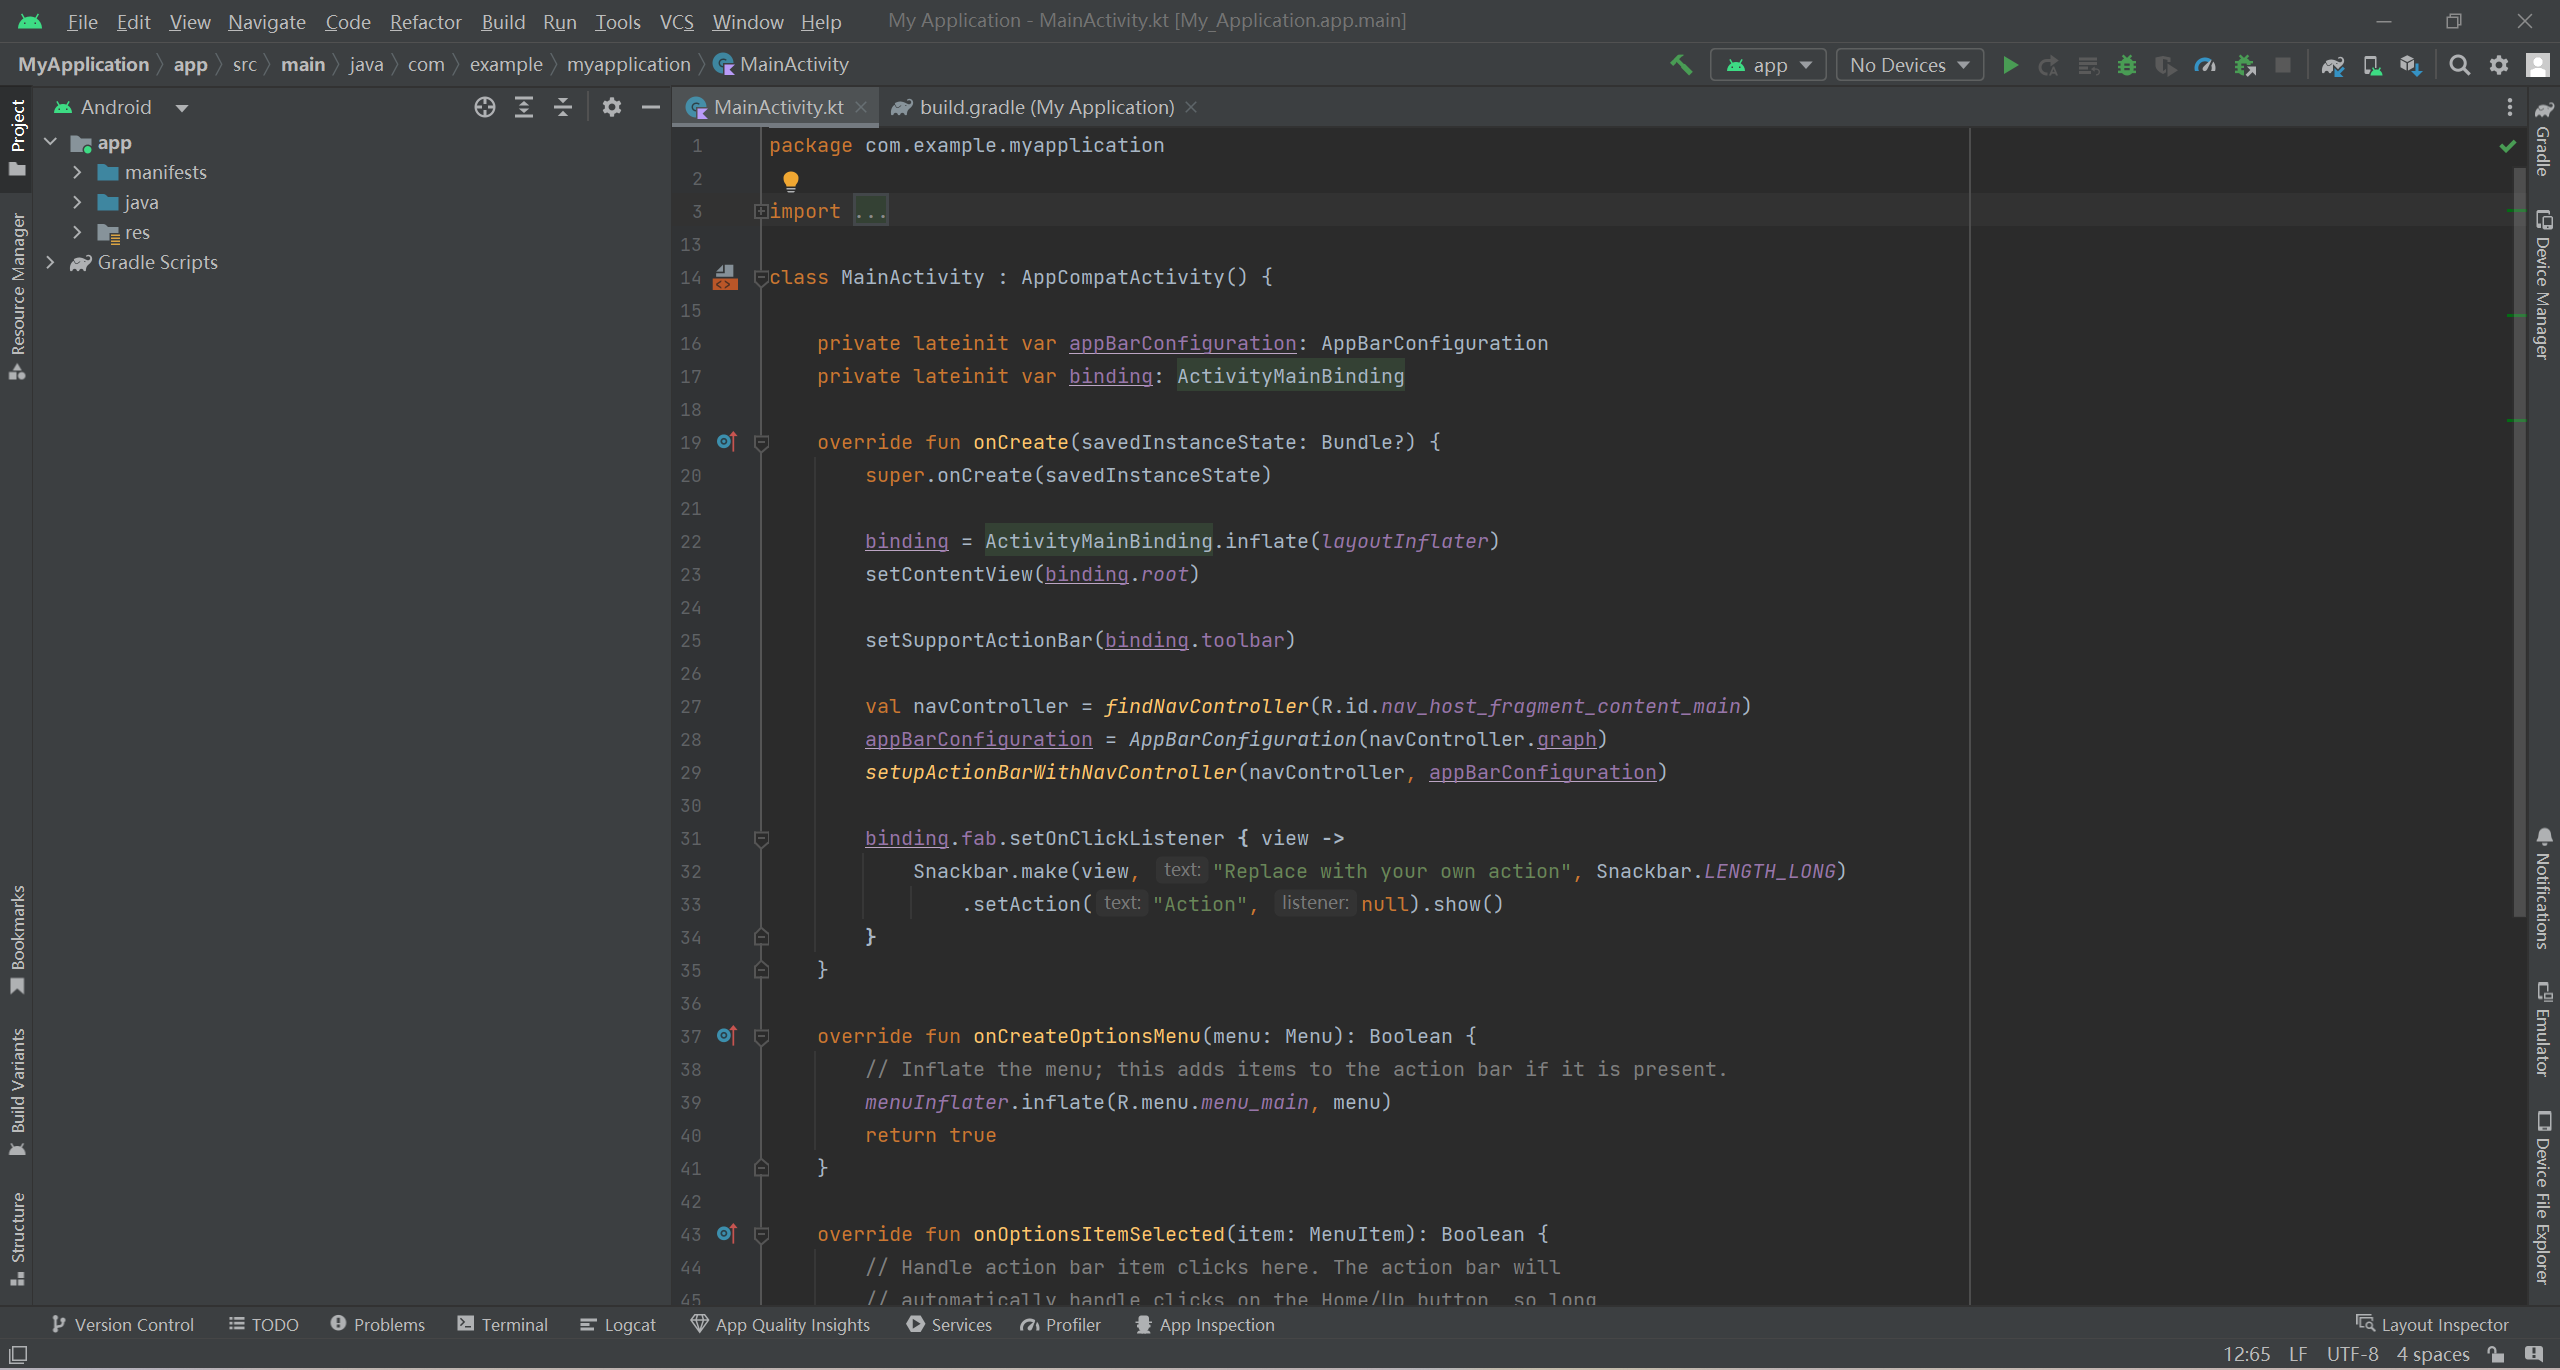 File Edit View Navigate Code Refactor Build Run Tools VCS Window Help My Application - MainActivity.kt [My_Application.app.main]
MyApplication app src main java com example myapplication MainActivity app No Devices
Project
Resource Manager
Bookmarks
Build Variants
Structure
Android
app
manifests
java
res
Gradle Scripts
MainActivity.kt build.gradle (My Application)
1 package com.example.myapplication
2
3 import ...
13
14 class MainActivity : AppCompatActivity() {
15
16 private lateinit var appBarConfiguration: AppBarConfiguration
17 private lateinit var binding: ActivityMainBinding
18
19 override fun onCreate(savedInstanceState: Bundle?) {
20 super.onCreate(savedInstanceState)
21
22 binding = ActivityMainBinding.inflate(layoutInflater)
23 setContentView(binding.root)
24
25 setSupportActionBar(binding.toolbar)
26
27 val navController = findNavController(R.id.nav_host_fragment_content_main)
28 appBarConfiguration = AppBarConfiguration(navController.graph)
29 setupActionBarWithNavController(navController, appBarConfiguration)
30
31 binding.fab.setOnClickListener { view ->
32 Snackbar.make(view, text: "Replace with your own action", Snackbar.LENGTH_LONG)
33 .setAction( text: "Action", listener: null).show()
34 }
35 }
36
37 override fun onCreateOptionsMenu(menu: Menu): Boolean {
38 // Inflate the menu; this adds items to the action bar if it is present.
39 menuInflater.inflate(R.menu.menu_main, menu)
40 return true
41 }
42
43 override fun onOptionsItemSelected(item: MenuItem): Boolean {
44 // Handle action bar item clicks here. The action bar will
45 // automatically handle clicks on the Home/Up button, so long
Gradle
Device Manager
Notifications
Emulator
Device File Explorer
Version Control TODO Problems Terminal Logcat App Quality Insights Services Profiler App Inspection Layout Inspector
12:65 LF UTF-8 4 spaces